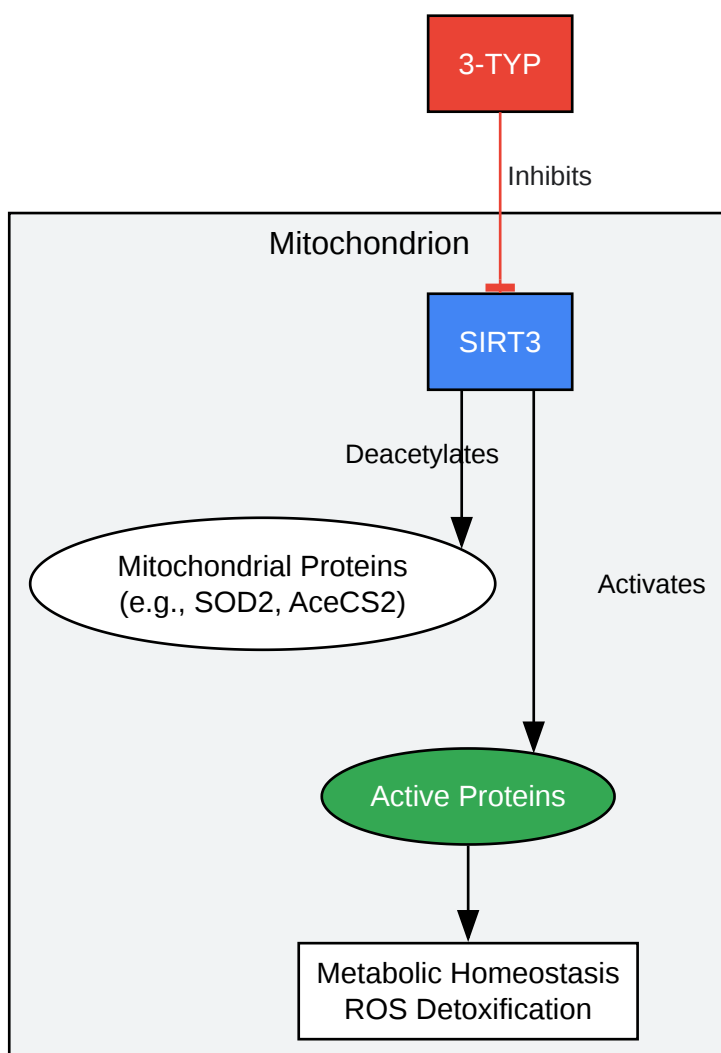 3-TYP
Inhibits
Mitochondrion
SIRT3
Deacetylates
Mitochondrial Proteins
(e.g., SOD2, AceCS2)
Activates
Active Proteins
Metabolic Homeostasis
ROS Detoxification